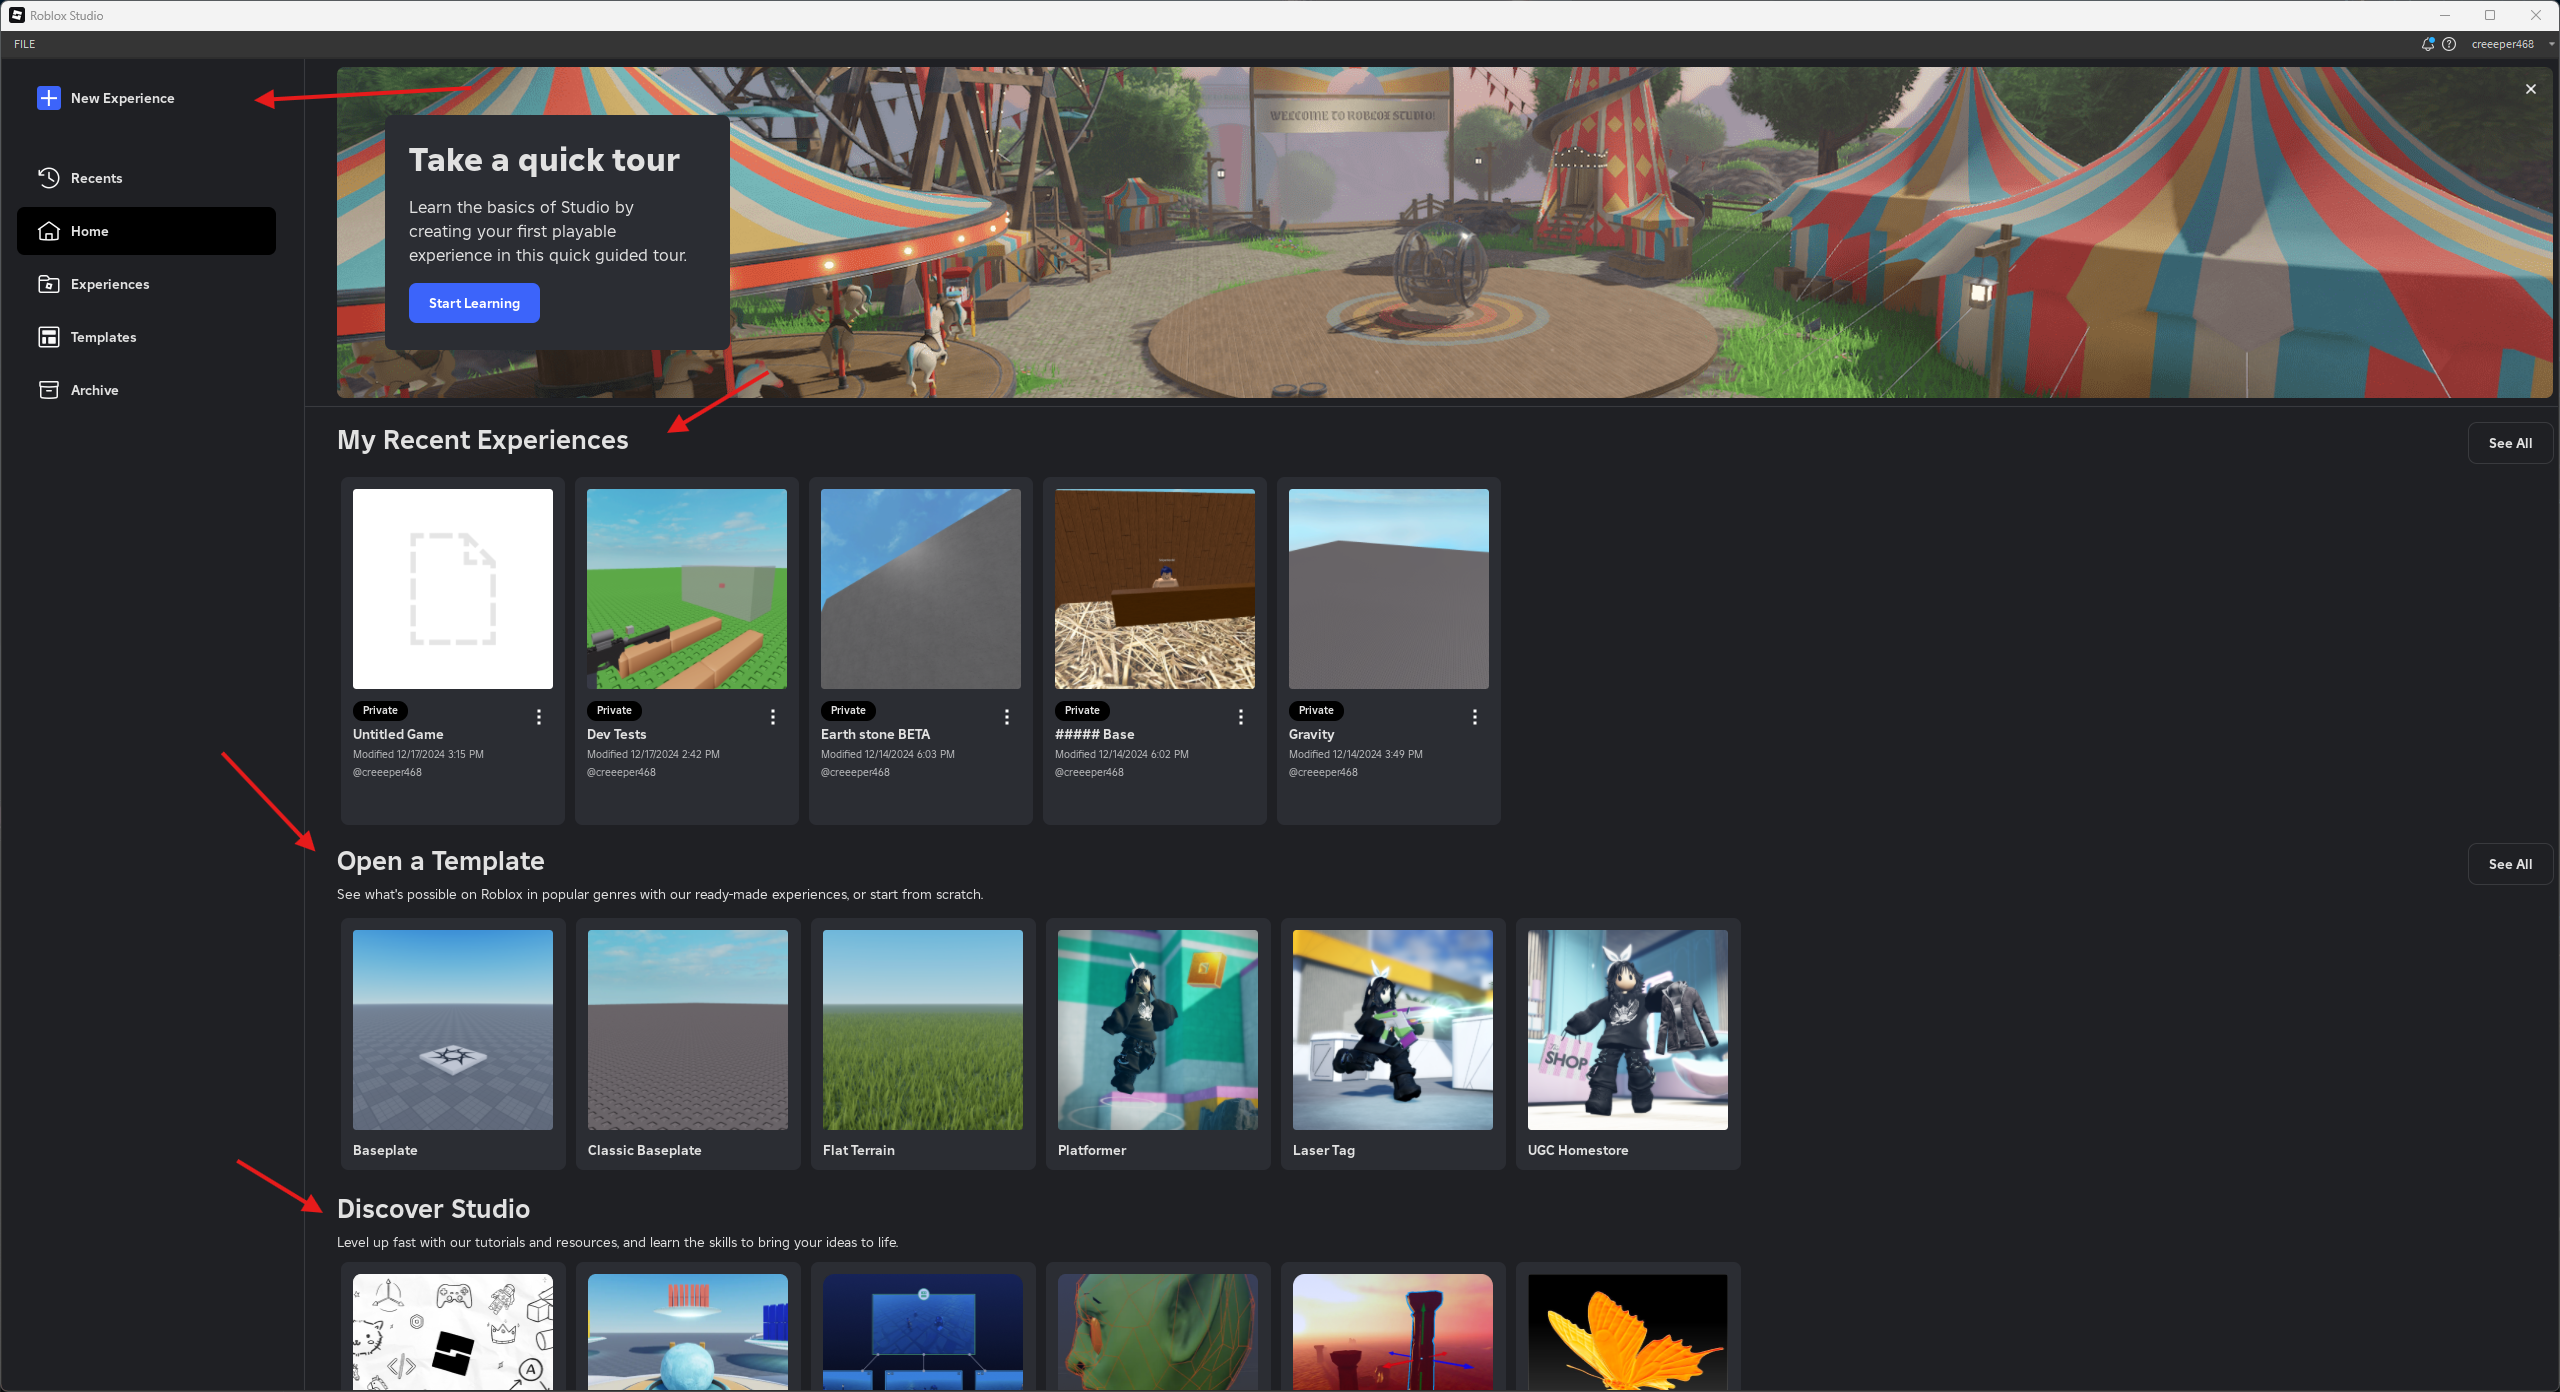 Roblox Studio
FILE
creeeper468
New Experience
Recents
Home
Experiences
Templates
Archive
WELCOME TO ROBLOX STUDIO!
Take a quick tour
Learn the basics of Studio by
creating your first playable
experience in this quick guided tour.
Start Learning
My Recent Experiences
See All
Private
Untitled Game
Modified 12/17/2024 3:15 PM
@creeeper468
Private
Dev Tests
Modified 12/17/2024 2:42 PM
@creeeper468
Private
Earth stone BETA
Modified 12/14/2024 6:03 PM
@creeeper468
Private
##### Base
Modified 12/14/2024 6:02 PM
@creeeper468
Private
Gravity
Modified 12/14/2024 3:49 PM
@creeeper468
Open a Template
See All
See what's possible on Roblox in popular genres with our ready-made experiences, or start from scratch.
SHOP
Baseplate
Classic Baseplate
Flat Terrain
Platformer
Laser Tag
UGC Homestore
Discover Studio
Level up fast with our tutorials and resources, and learn the skills to bring your ideas to life.
A